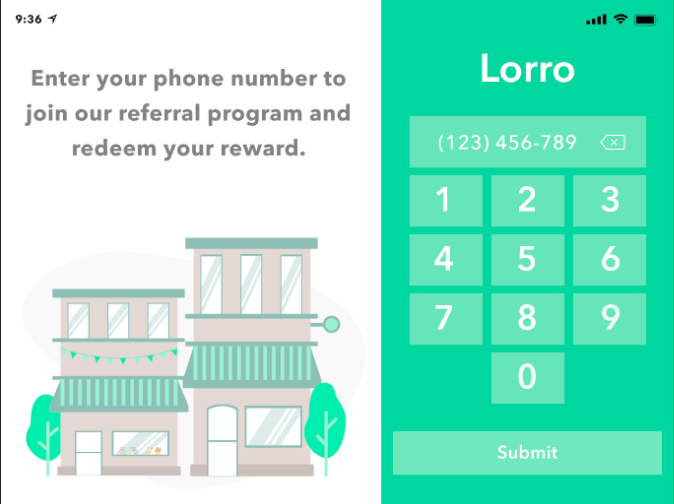 9:36
Enter your phone number to
join our referral program and
redeem your reward.
Lorro
(123) 456-789
1 2 3
4 5 6
7 8 9
0
Submit